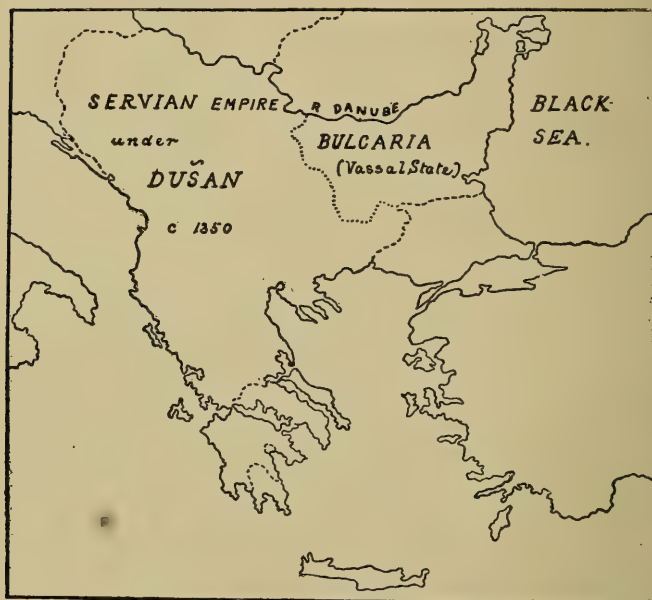 SERVIAN EMPIRE
under
DUŠAN
c 1350
R DANUBE
BULGARIA
(Vassal State)
BLACK
SEA.